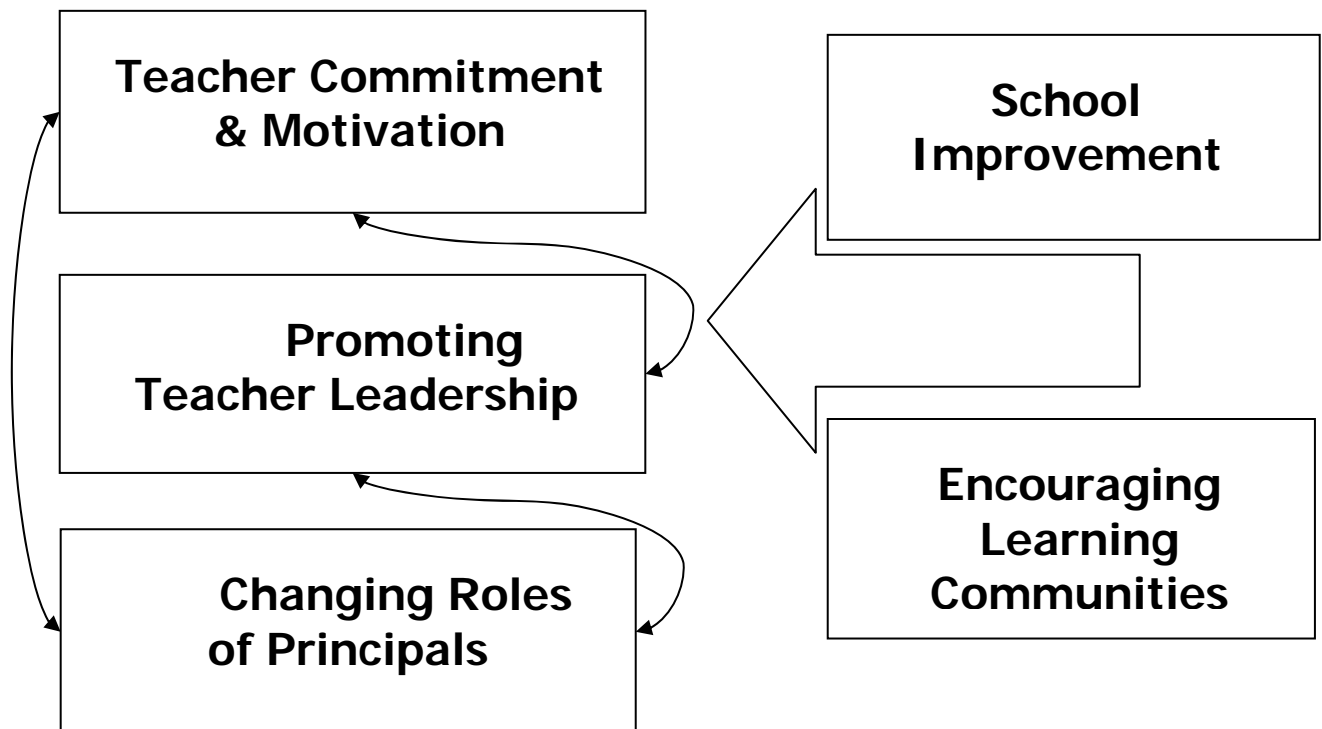 Teacher Commitment
& Motivation
Promoting
Teacher Leadership
Changing Roles
of Principals
School
Improvement
Encouraging
Learning
Communities